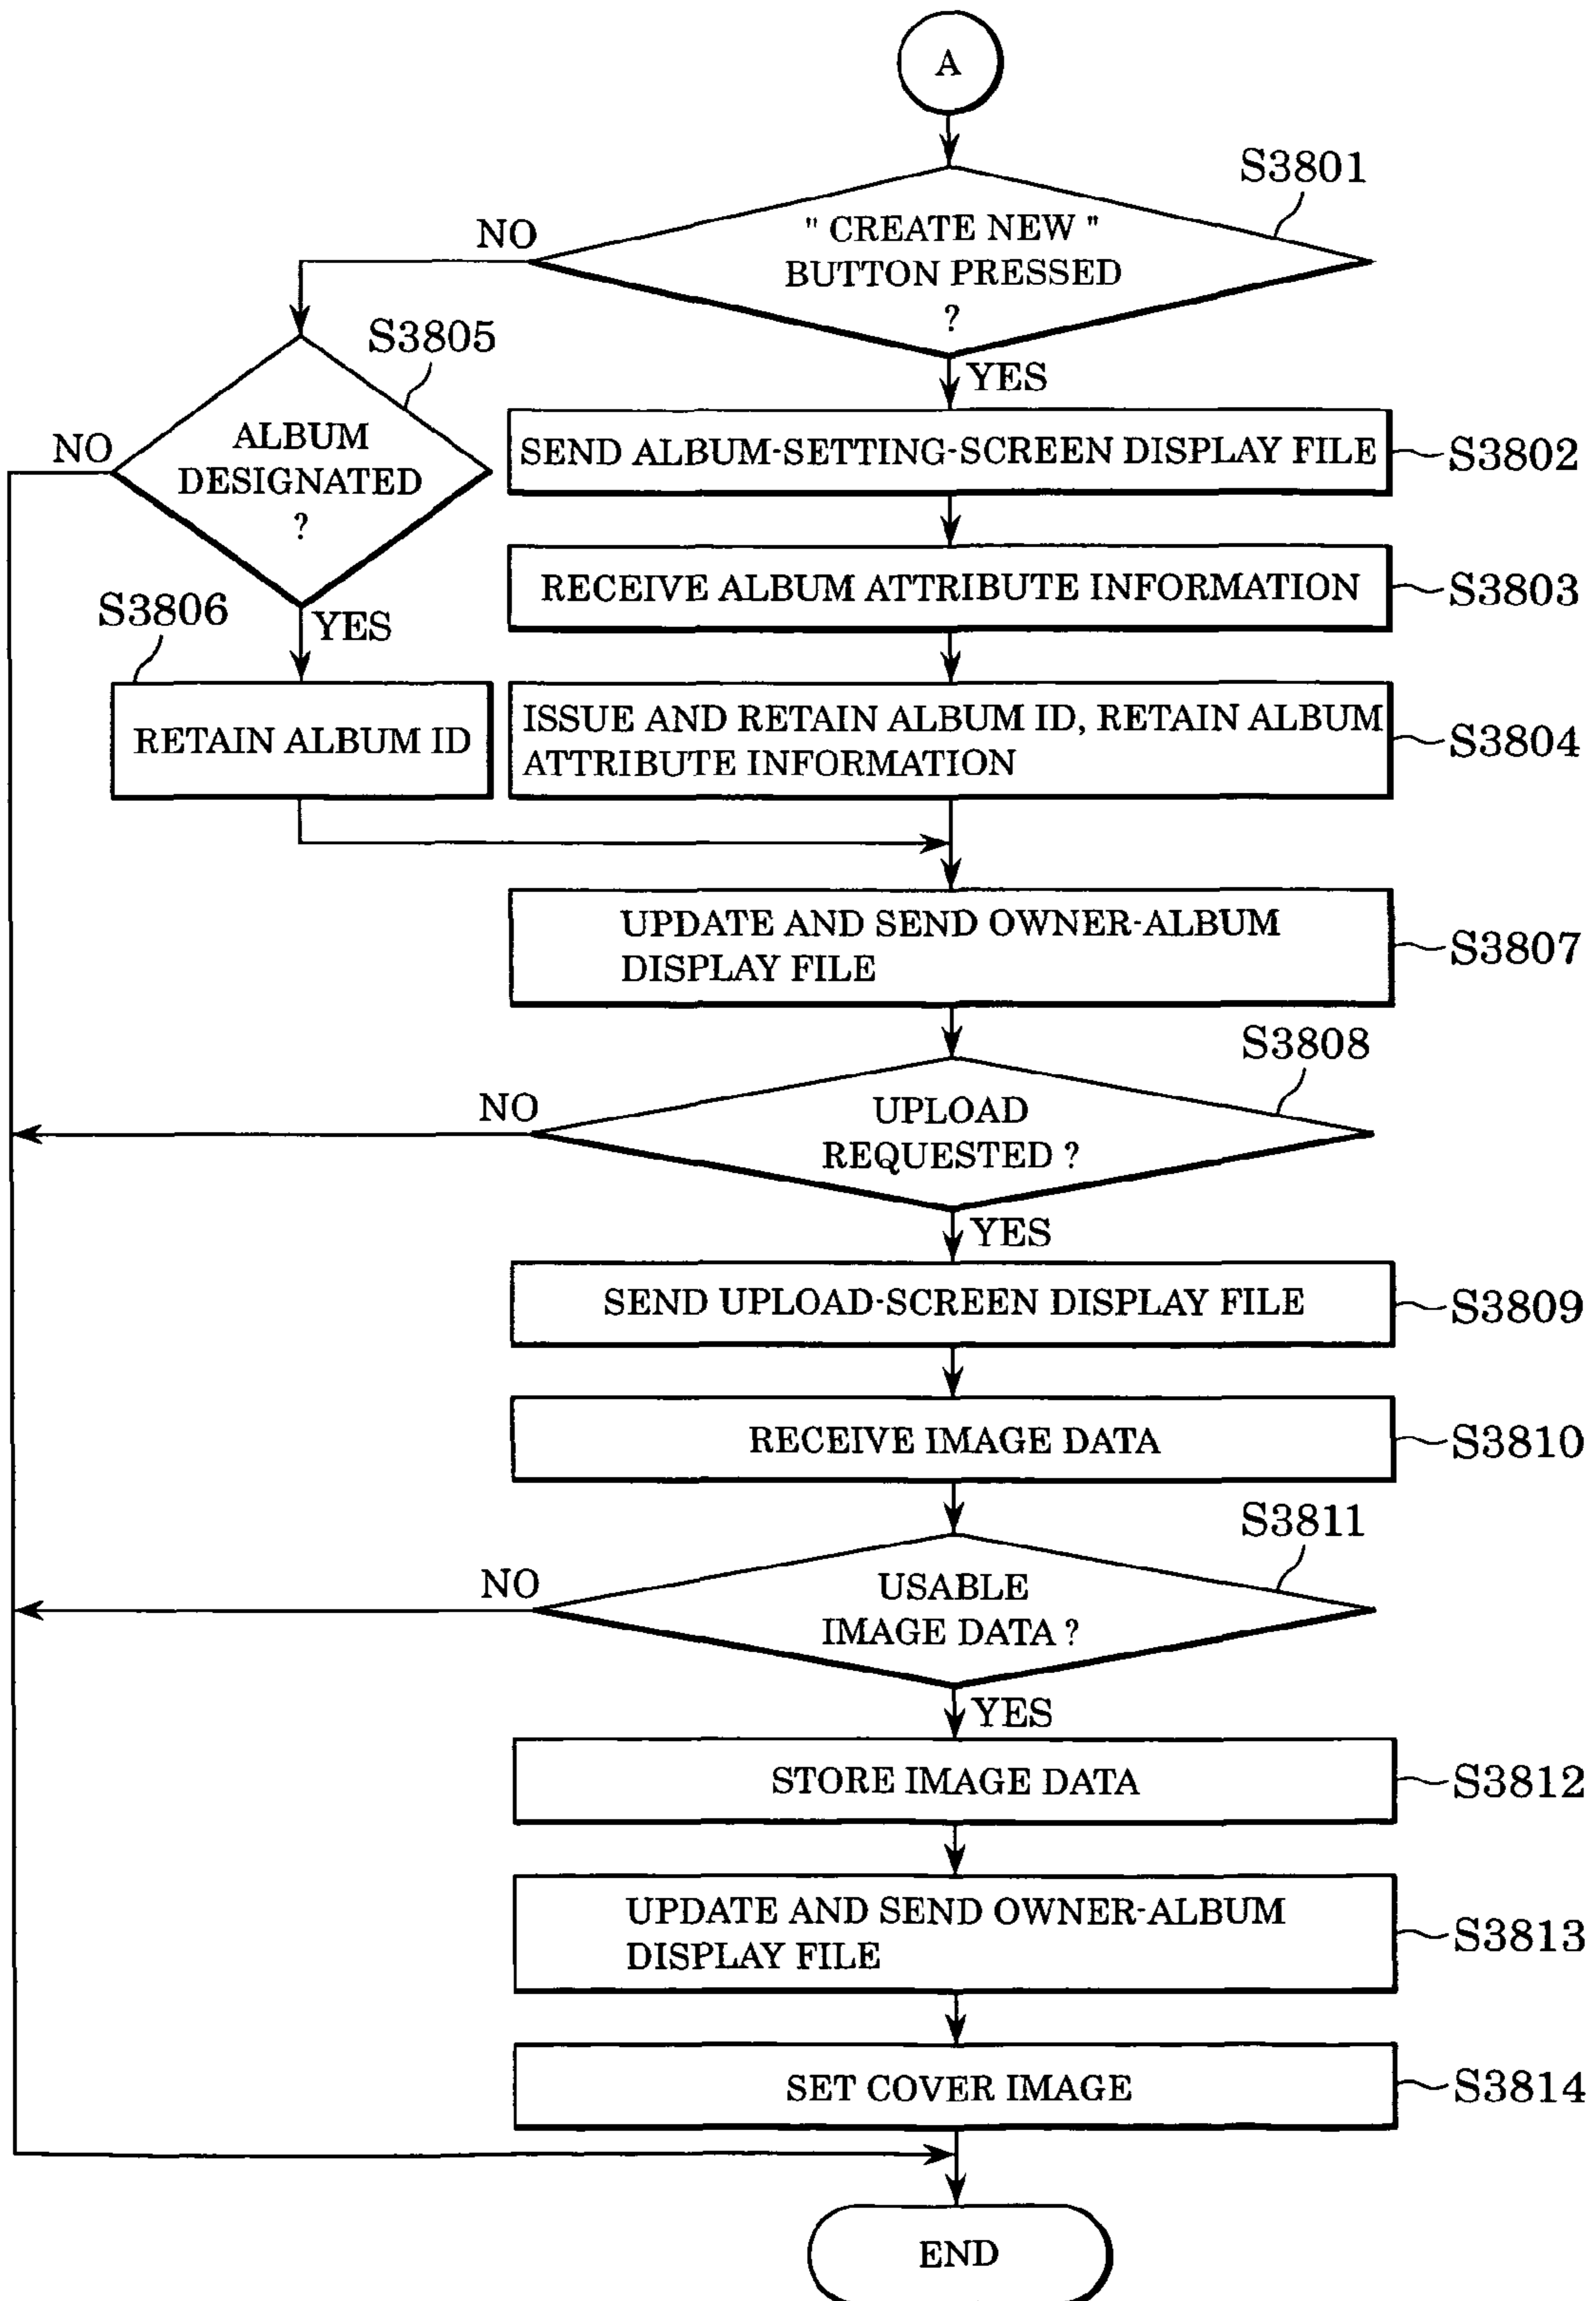 A
S3801
" CREATE NEW "
BUTTON PRESSED
?
NO
YES
S3805
ALBUM
DESIGNATED
?
NO
YES
SEND ALBUM-SETTING-SCREEN DISPLAY FILE
S3802
RECEIVE ALBUM ATTRIBUTE INFORMATION
S3803
S3806
RETAIN ALBUM ID
ISSUE AND RETAIN ALBUM ID, RETAIN ALBUM
ATTRIBUTE INFORMATION
S3804
UPDATE AND SEND OWNER-ALBUM
DISPLAY FILE
S3807
S3808
UPLOAD
REQUESTED ?
NO
YES
SEND UPLOAD-SCREEN DISPLAY FILE
S3809
RECEIVE IMAGE DATA
S3810
S3811
USABLE
IMAGE DATA ?
NO
YES
STORE IMAGE DATA
S3812
UPDATE AND SEND OWNER-ALBUM
DISPLAY FILE
S3813
SET COVER IMAGE
S3814
END